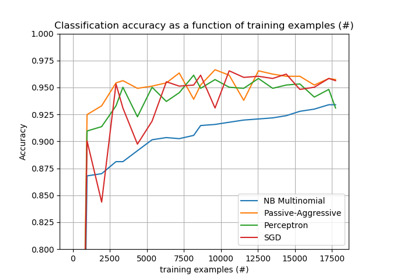 Classification accuracy as a function of training examples (#)
1.000
0.975
0.950
0.925
0.900
0.875
0.850
0.825
0.800
Accuracy
NB Multinomial
Passive-Aggressive
Perceptron
SGD
0 2500 5000 7500 10000 12500 15000 17500
training examples (#)